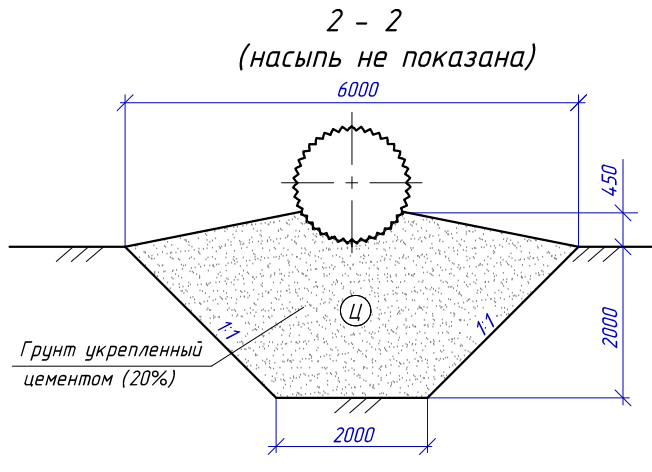 2 - 2
(насыпь не показана)
6000
450
Ц
1:1
1:1
2000
Грунт укрепленный
цементом (20%)
2000